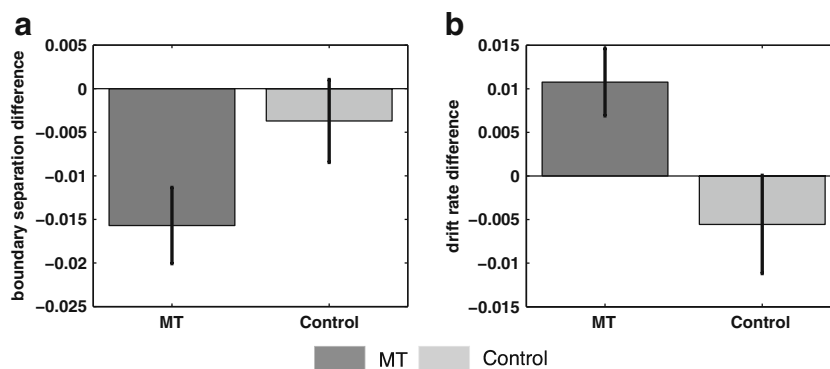 a
boundary separation difference
0.005
0
−0.005
−0.01
−0.015
−0.02
−0.025
MT
Control
b
drift rate difference
0.015
0.01
0.005
0
−0.005
−0.01
−0.015
MT
Control
MT
Control